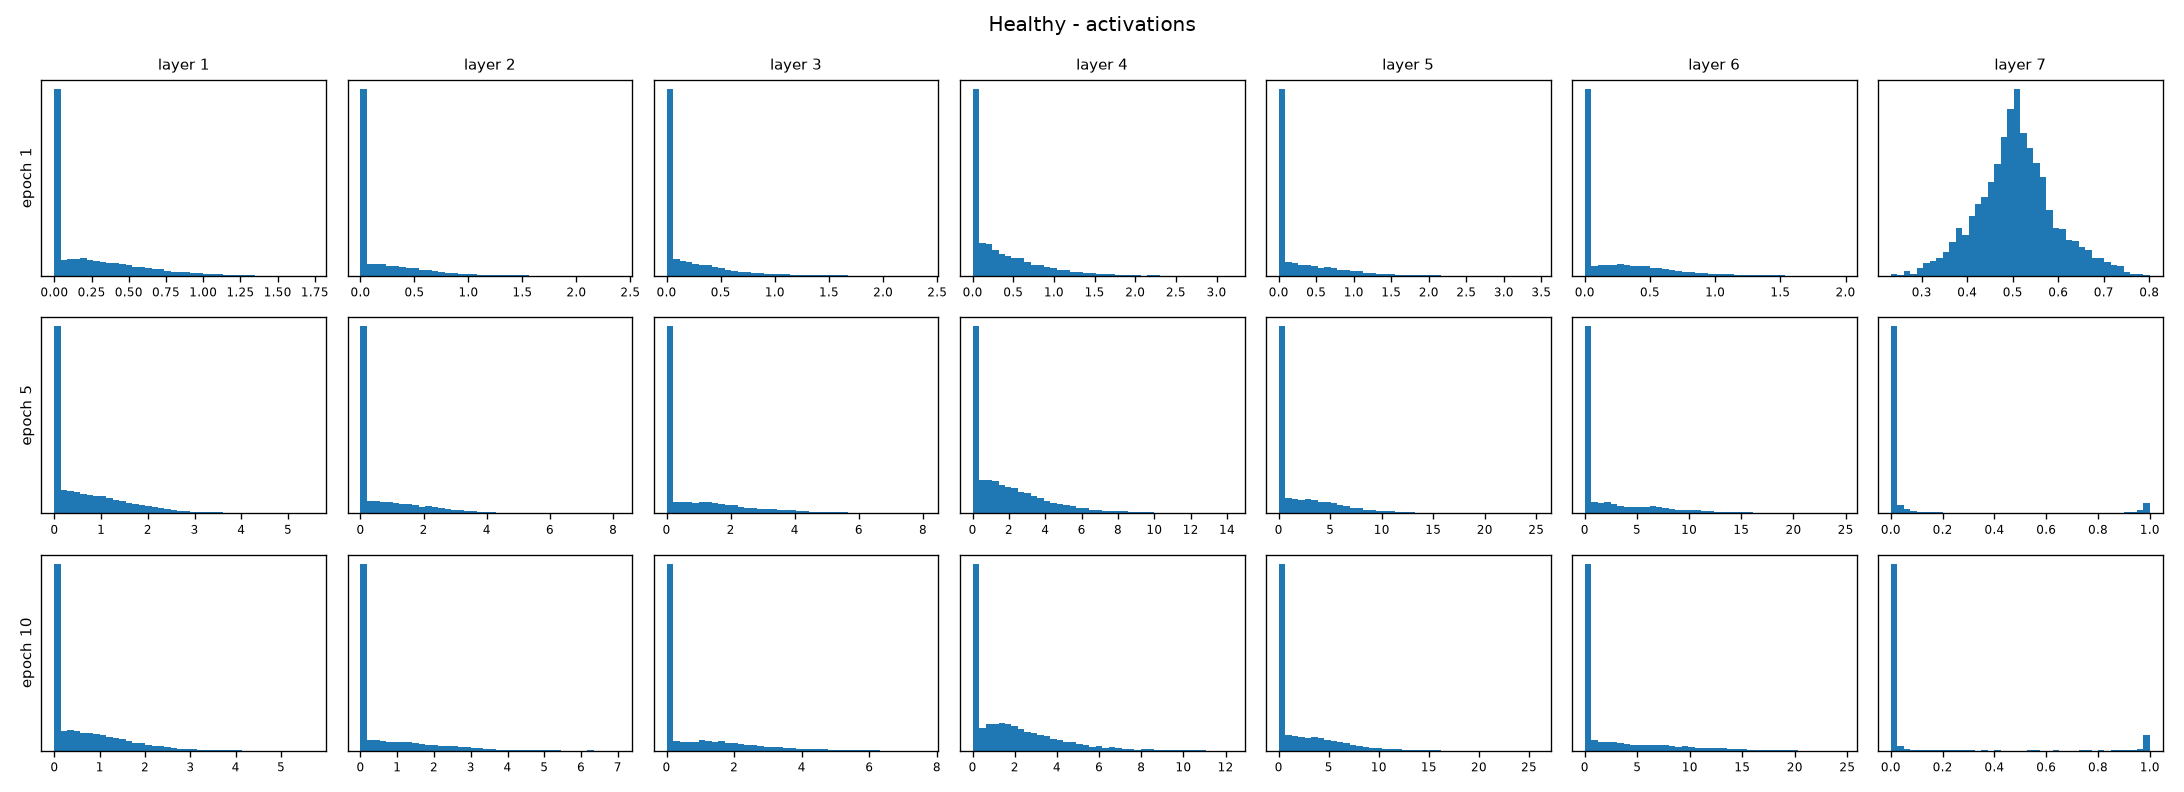 Healthy - activations
layer 1 layer 2 layer 3 layer 4 layer 5 layer 6 layer 7
epoch 1
0.00 0.25 0.50 0.75 1.00 1.25 1.50 1.75 0.0 0.5 1.0 1.5 2.0 2.5 0.0 0.5 1.0 1.5 2.0 2.5 0.0 0.5 1.0 1.5 2.0 2.5 3.0 0.0 0.5 1.0 1.5 2.0 2.5 3.0 3.5 0.0 0.5 1.0 1.5 2.0 0.3 0.4 0.5 0.6 0.7 0.8
epoch 5
0 1 2 3 4 5 0 2 4 6 8 0 2 4 6 8 0 2 4 6 8 10 12 14 0 5 10 15 20 25 0 5 10 15 20 25 0.0 0.2 0.4 0.6 0.8 1.0
epoch 10
0 1 2 3 4 5 0 1 2 3 4 5 6 7 0 2 4 6 8 0 2 4 6 8 10 12 0 5 10 15 20 25 0 5 10 15 20 25 0.0 0.2 0.4 0.6 0.8 1.0